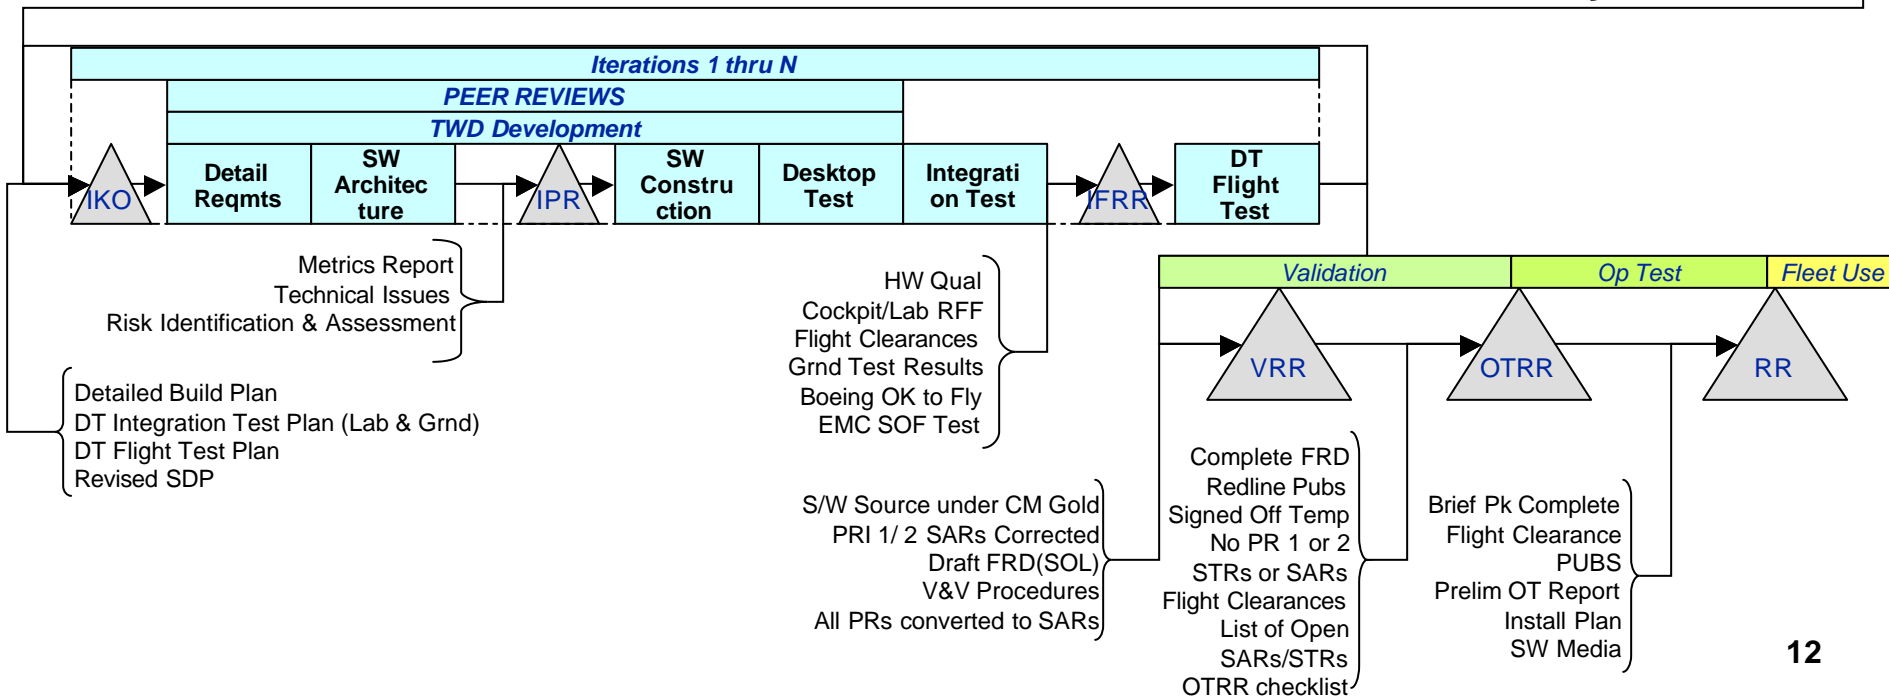 Iterations 1 thru N
PEER REVIEWS
TWD Development
IKO
Detail
Reqmts
SW
Architec
ture
IPR
SW
Constru
ction
Desktop
Test
Integrati
on Test
IFRR
DT
Flight
Test
Metrics Report
Technical Issues
Risk Identification & Assessment
HW Qual
Cockpit/Lab RFF
Flight Clearances
Grnd Test Results
Boeing OK to Fly
EMC SOF Test
Validation
Op Test
Fleet Use
VRR
OTRR
RR
Detailed Build Plan
DT Integration Test Plan (Lab & Grnd)
DT Flight Test Plan
Revised SDP
S/W Source under CM Gold
PRI 1/ 2 SARs Corrected
Draft FRD(SOL)
V&V Procedures
All PRs converted to SARs
Complete FRD
Redline Pubs
Signed Off Temp
No PR 1 or 2
STRs or SARs
Flight Clearances
List of Open
SARs/STRs
OTRR checklist
Brief Pk Complete
Flight Clearance
PUBS
Prelim OT Report
Install Plan
SW Media
12